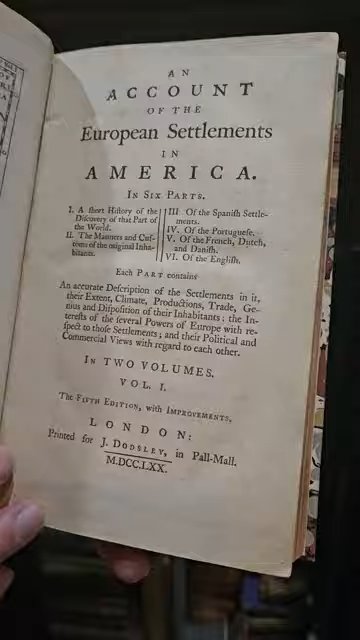 AN
ACCOUNT
OF THE
European Settlements
IN
AMERICA.
IN SIX PARTS.
I. A ſhort Hiſtory of the
Diſcovery of that Part of
the World.
II. The Manners and Cuſ-
toms of the original Inha-
bitants.
III Of the Spaniſh Settle-
ments.
IV. Of the Portugueſe.
V. Of the French, Dutch,
and Daniſh.
VI. Of the Engliſh.
Each PART contains
An accurate Deſcription of the Settlements in it,
their Extent, Climate, Productions, Trade, Ge-
nius and Diſpoſition of their Inhabitants: the In-
tereſts of the ſeveral Powers of Europe with re-
ſpect to thoſe Settlements; and their Political and
Commercial Views with regard to each other.
IN TWO VOLUMES.
VOL. I.
The FIFTH EDITION, with IMPROVEMENTS,
LONDON:
Printed for J. DODSLEY, in Pall-Mall.
M.DCC.LXX.